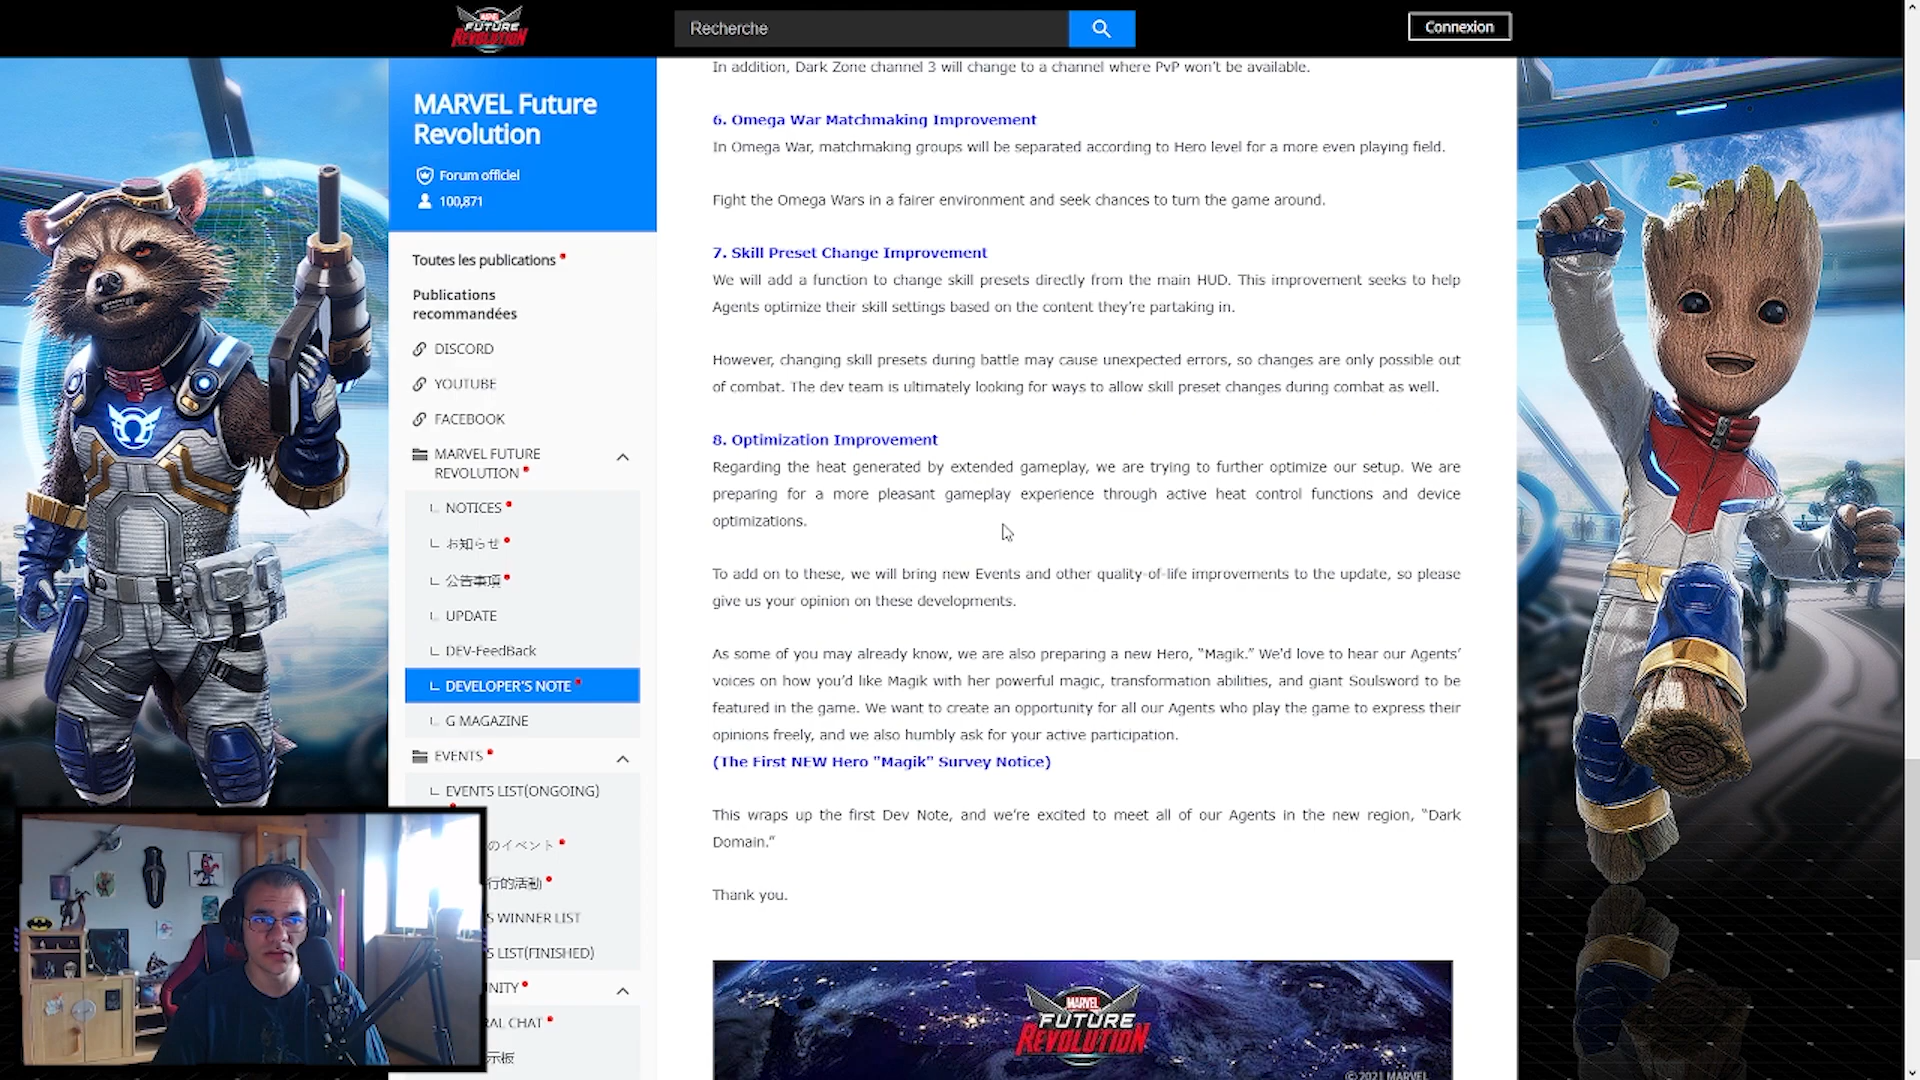 MARVEL
FUTURE
REVOLUTION
Recherche
Connexion
MARVEL Future
Revolution
Forum officiel
100,871
Toutes les publications
Publications
recommandées
DISCORD
YOUTUBE
FACEBOOK
MARVEL FUTURE
REVOLUTION
NOTICES
お知らせ
公告事項
UPDATE
DEV-FeedBack
DEVELOPER'S NOTE
G MAGAZINE
EVENTS
EVENTS LIST(ONGOING)
のイベント
行的活動
S WINNER LIST
S LIST(FINISHED)
NITY
RAL CHAT
示板
In addition, Dark Zone channel 3 will change to a channel where PvP won't be available.
6. Omega War Matchmaking Improvement
In Omega War, matchmaking groups will be separated according to Hero level for a more even playing field.
Fight the Omega Wars in a fairer environment and seek chances to turn the game around.
7. Skill Preset Change Improvement
We will add a function to change skill presets directly from the main HUD. This improvement seeks to help
Agents optimize their skill settings based on the content they're partaking in.
However, changing skill presets during battle may cause unexpected errors, so changes are only possible out
of combat. The dev team is ultimately looking for ways to allow skill preset changes during combat as well.
8. Optimization Improvement
Regarding the heat generated by extended gameplay, we are trying to further optimize our setup. We are
preparing for a more pleasant gameplay experience through active heat control functions and device
optimizations.
To add on to these, we will bring new Events and other quality-of-life improvements to the update, so please
give us your opinion on these developments.
As some of you may already know, we are also preparing a new Hero, “Magik.” We'd love to hear our Agents'
voices on how you'd like Magik with her powerful magic, transformation abilities, and giant Soulsword to be
featured in the game. We want to create an opportunity for all our Agents who play the game to express their
opinions freely, and we also humbly ask for your active participation.
(The First NEW Hero "Magik" Survey Notice)
This wraps up the first Dev Note, and we're excited to meet all of our Agents in the new region, “Dark
Domain.”
Thank you.
MARVEL
FUTURE
REVOLUTION
©2021 MARVEL